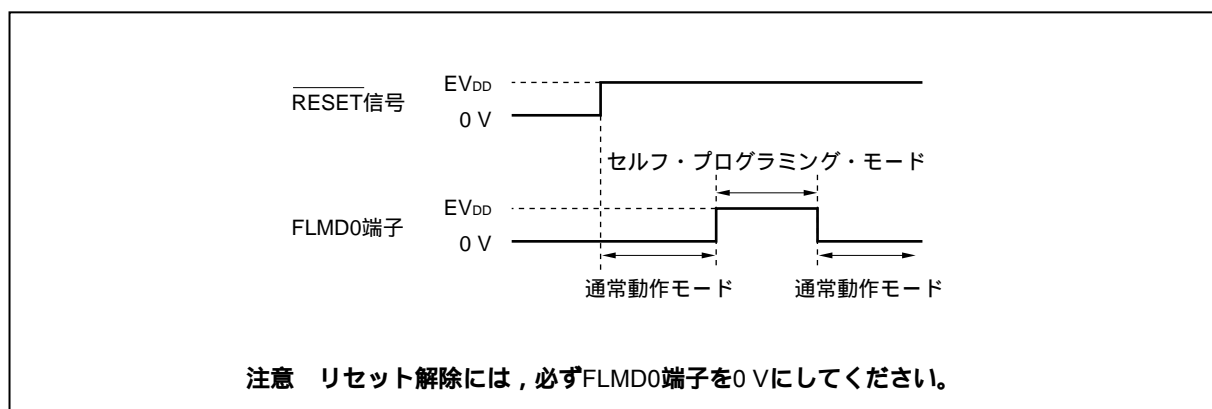 RESET信号
EVDD
0 V
セルフ・プログラミング・モード
FLMD0端子
EVDD
0 V
通常動作モード 通常動作モード
注意 リセット解除には,必ずFLMD0端子を0 Vにしてください。